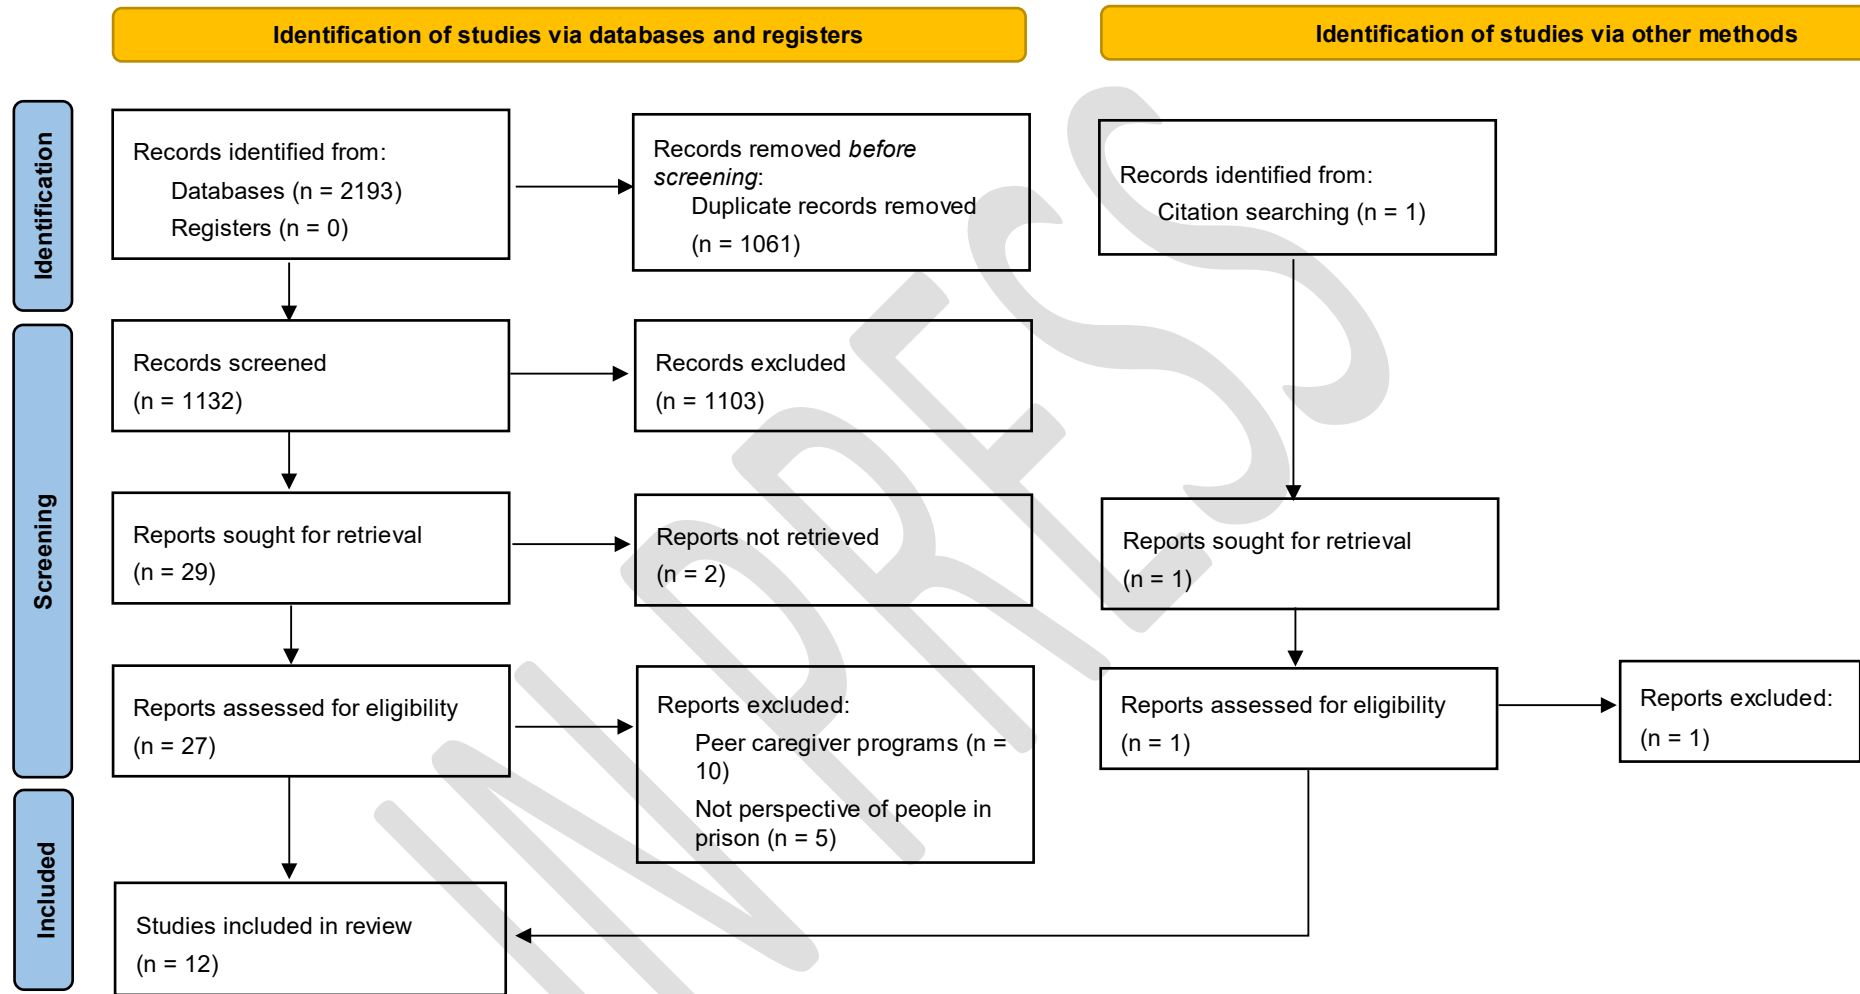 Identification of studies via databases and registers
Identification of studies via other methods
Identification
Records identified from:
Databases (n = 2193)
Registers (n = 0)
Records removed before
screening:
Duplicate records removed
(n = 1061)
Records identified from:
Citation searching (n = 1)
Screening
Records screened
(n = 1132)
Records excluded
(n = 1103)
Reports sought for retrieval
(n = 29)
Reports not retrieved
(n = 2)
Reports sought for retrieval
(n = 1)
Reports assessed for eligibility
(n = 27)
Reports excluded:
Peer caregiver programs (n =
10)
Not perspective of people in
prison (n = 5)
Reports assessed for eligibility
(n = 1)
Reports excluded:
(n = 1)
Included
Studies included in review
(n = 12)
IN PRESS